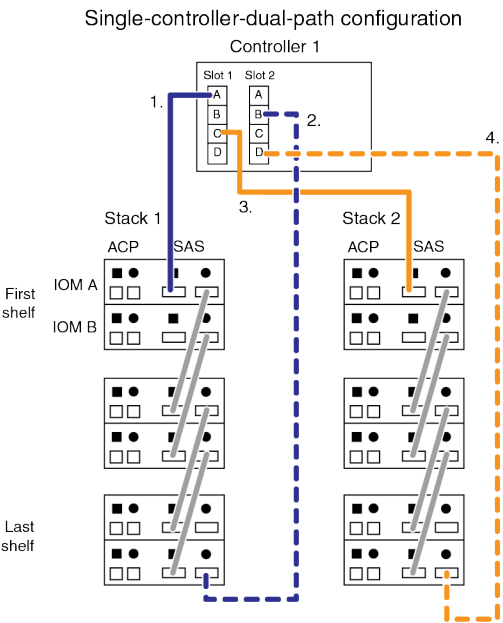 Single-controller-dual-path configuration
Controller 1
Slot 1 Slot 2
1.
A A
B B
2.
C C
4.
D D
3.
Stack 1
Stack 2
ACP SAS
ACP SAS
First shelf
IOM A
IOM B
Last shelf